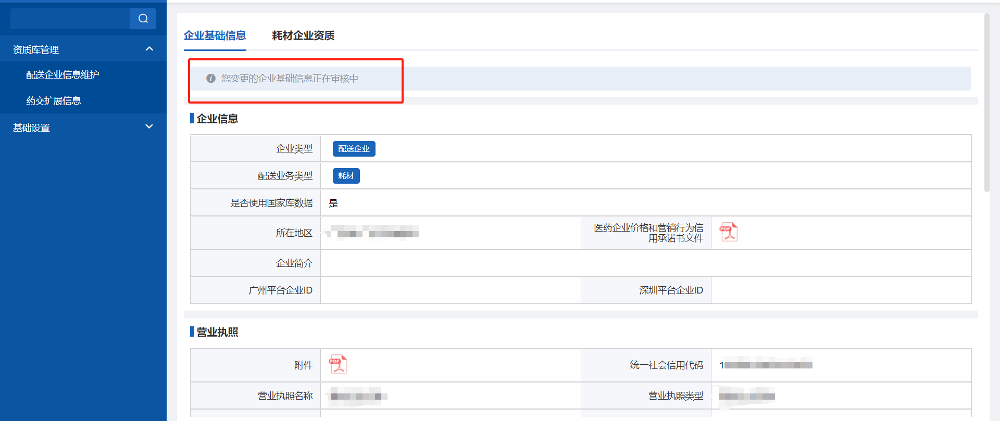 资质库管理
配送企业信息维护
药交扩展信息
基础设置
企业基础信息 耗材企业资质
您变更的企业基础信息正在审核中
企业信息
企业类型 配送企业
配送业务类型 耗材
是否使用国家库数据 是
所在地区
医药企业价格和营销行为信
用承诺书文件
PDF
企业简介
广州平台企业ID 深圳平台企业ID
营业执照
附件 PDF 统一社会信用代码 1
营业执照名称 营业执照类型